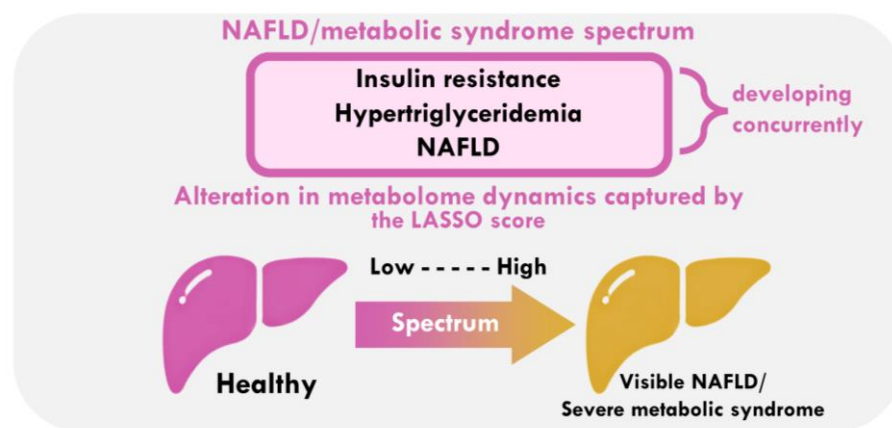 NAFLD/metabolic syndrome spectrum
Insulin resistance
Hypertriglyceridemia
NAFLD
developing
concurrently
Alteration in metabolome dynamics captured by
the LASSO score
Low - - - - - High
Spectrum
Healthy
Visible NAFLD/
Severe metabolic syndrome